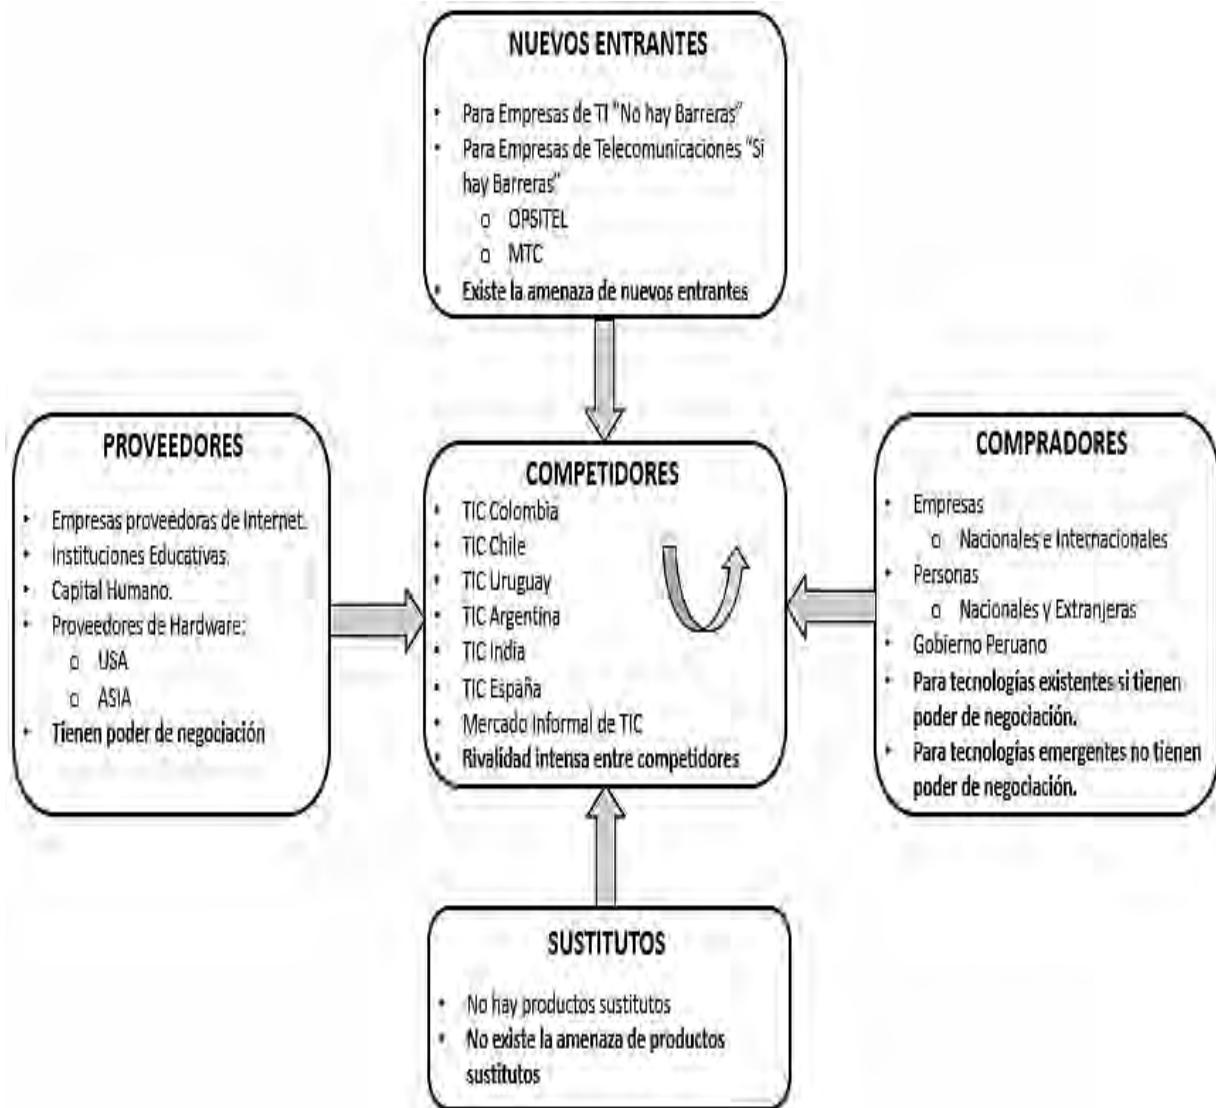 NUEVOS ENTRANTES
• Para Empresas de TI "No hay Barreras"
• Para Empresas de Telecomunicaciones "Si
hay Barreras"
o OPSITEL
o MTC
• Existe la amenaza de nuevos entrantes
PROVEEDORES
• Empresas proveedoras de Internet.
• Instituciones Educativas.
• Capital Humano.
• Proveedores de Hardware:
o USA
o ASIA
• Tienen poder de negociación
COMPETIDORES
• TIC Colombia
• TIC Chile
• TIC Uruguay
• TIC Argentina
• TIC India
• TIC España
• Mercado Informal de TIC
• Rivalidad intensa entre competidores
COMPRADORES
• Empresas
o Nacionales e Internacionales
• Personas
o Nacionales y Extranjeras
• Gobierno Peruano
• Para tecnologías existentes si tienen
poder de negociación.
• Para tecnologías emergentes no tienen
poder de negociación.
SUSTITUTOS
• No hay productos sustitutos
• No existe la amenaza de productos
sustitutos